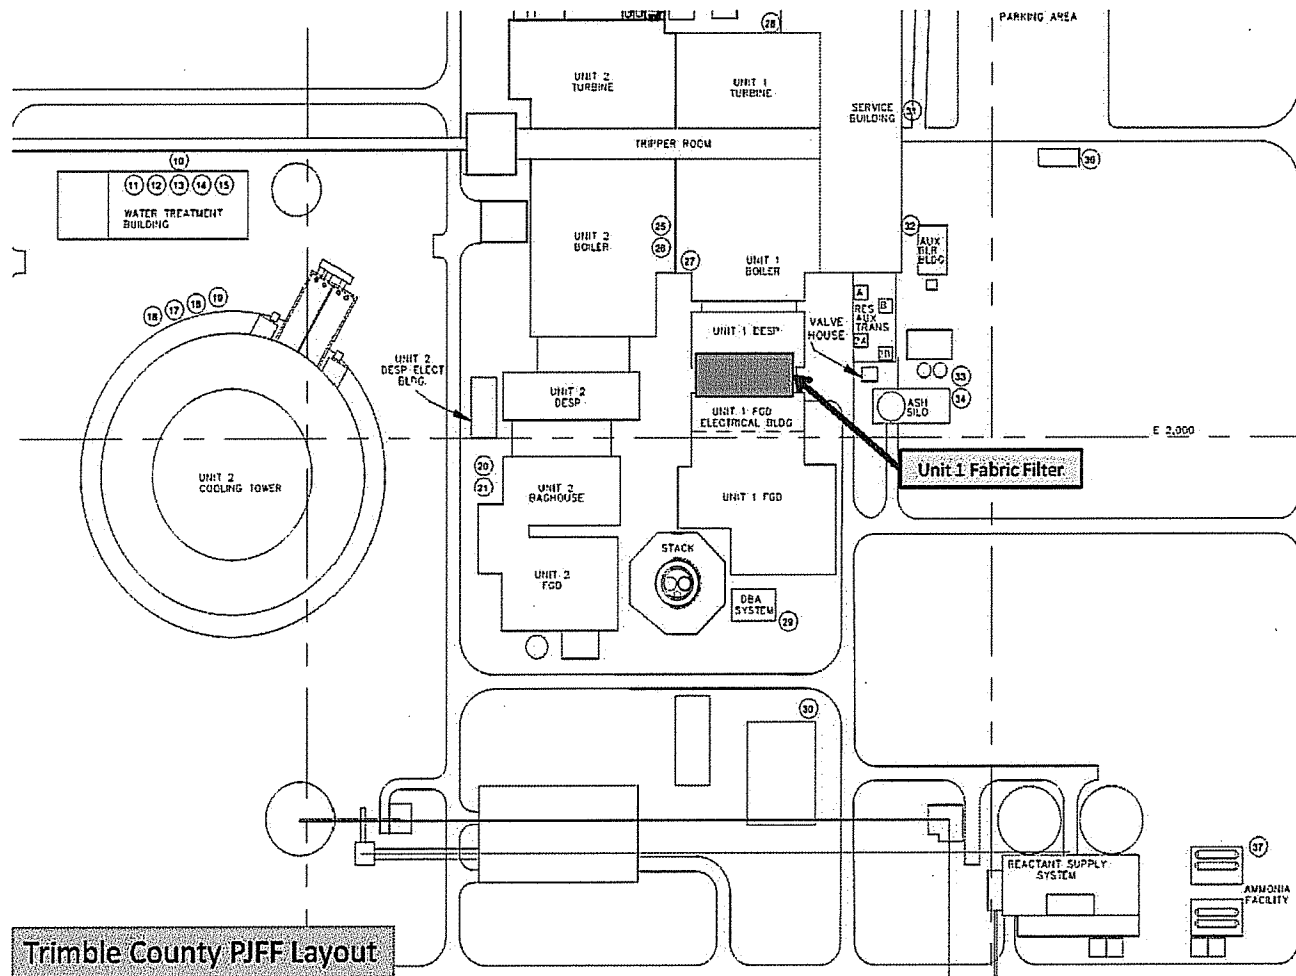 28
PARKING AREA
UNIT 2
TURBINE
UNIT 1
TURBINE
SERVICE
BUILDING
31
TRIPPER ROOM
10
36
11 12 13 14 15
WATER TREATMENT
BUILDING
25
26
UNIT 2
BOILER
27
UNIT 1
BOILER
32
AUX
BLR
BLDG
16 17 18 19
A
B
RES
AUX
TRANS
2A
2B
VALVE
HOUSE
UNIT 1 DESP
UNIT 2
DESP ELECT
BLDG.
UNIT 2
DESP
33
34
ASH
SILO
UNIT 1 FGD
ELECTRICAL BLDG
E 2,000
Unit 1 Fabric Filter
20
21
UNIT 2
COOLING TOWER
UNIT 2
BAGHOUSE
UNIT 1 FGD
STACK
UNIT 2
FGD
DBA
SYSTEM
29
30
37
REACTANT SUPPLY
SYSTEM
AMMONIA
FACILITY
Trimble County PJFF Layout